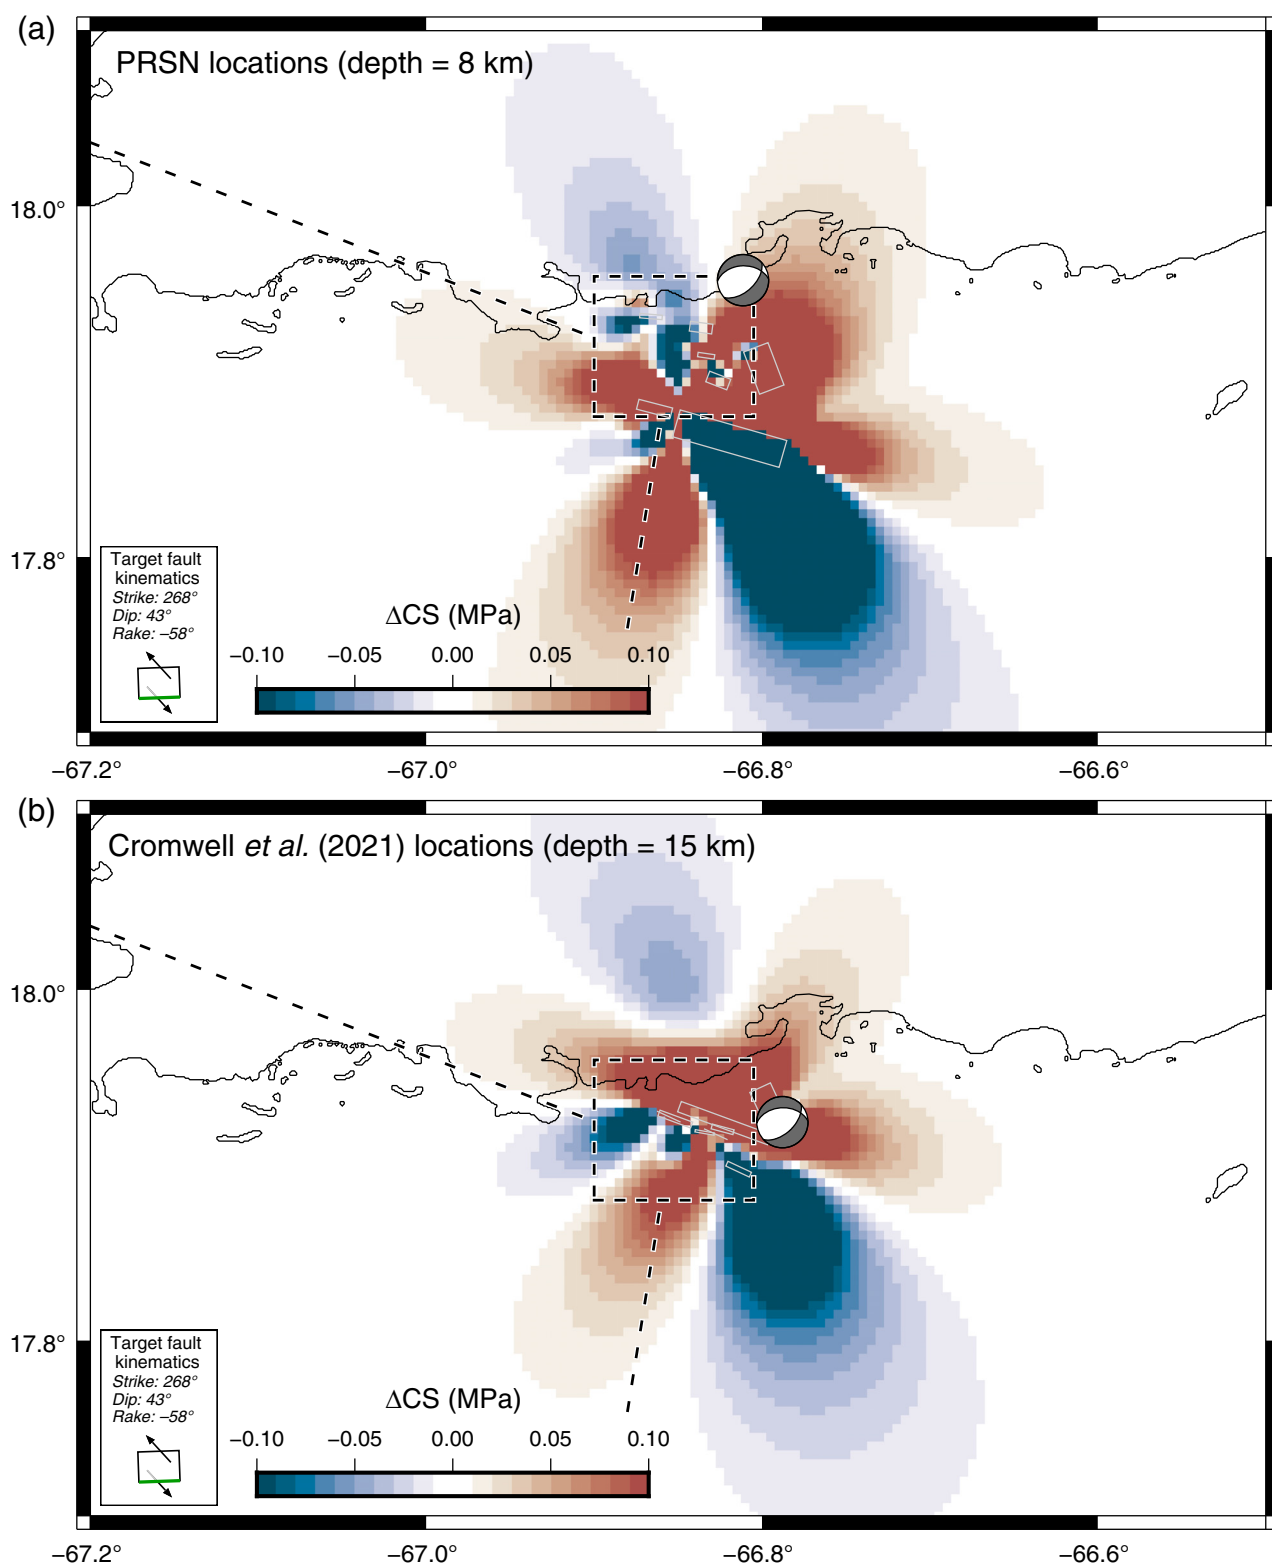 (a)
PRSN locations (depth = 8 km)
18.0°
17.8°
Target fault
kinematics
Strike: 268°
Dip: 43°
Rake: –58°
ΔCS (MPa)
–0.10 –0.05 0.00 0.05 0.10
–67.2° –67.0° –66.8° –66.6°
(b)
Cromwell et al. (2021) locations (depth = 15 km)
18.0°
17.8°
Target fault
kinematics
Strike: 268°
Dip: 43°
Rake: –58°
ΔCS (MPa)
–0.10 –0.05 0.00 0.05 0.10
–67.2° –67.0° –66.8° –66.6°